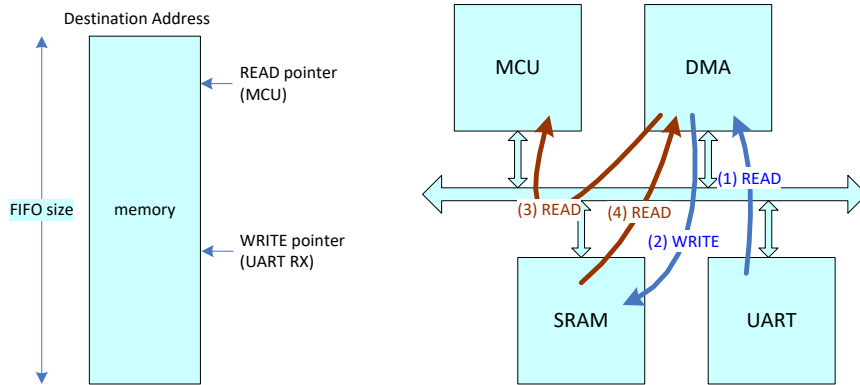 Destination Address
READ pointer
(MCU)
FIFO size
memory
WRITE pointer
(UART RX)
MCU
DMA
(1) READ
(3) READ
(4) READ
(2) WRITE
SRAM
UART